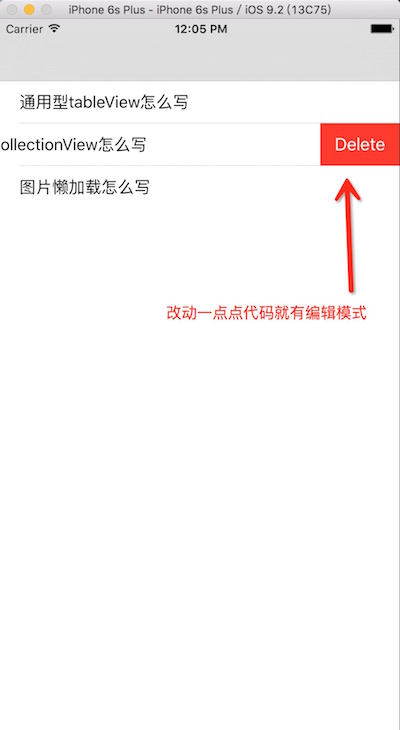 iPhone 6s Plus - iPhone 6s Plus / iOS 9.2 (13C75)
Carrier 12:05 PM
通用型tableView怎么写
ollectionView怎么写 Delete
图片懒加载怎么写
改动一点点代码就有编辑模式